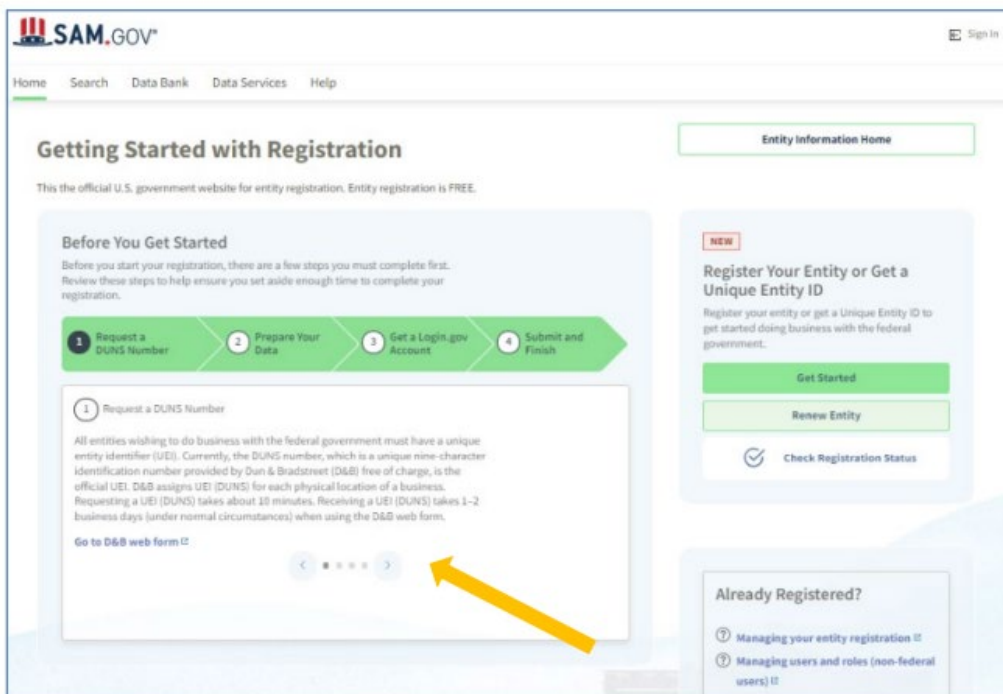 SAM.GOV®
Sign In
Home Search Data Bank Data Services Help
Getting Started with Registration
This the official U.S. government website for entity registration. Entity registration is FREE.
Before You Get Started
Before you start your registration, there are a few steps you must complete first.
Review these steps to help ensure you set aside enough time to complete your
registration.
1 Request a
DUNS Number
2 Prepare Your
Data
3 Get a Login.gov
Account
4 Submit and
Finish
1 Request a DUNS Number
All entities wishing to do business with the federal government must have a unique
entity identifier (UEI). Currently, the DUNS number, which is a unique nine-character
identification number provided by Dun & Bradstreet (D&B) free of charge, is the
official UEI. D&B assigns UEI (DUNS) for each physical location of a business.
Requesting a UEI (DUNS) takes about 10 minutes. Receiving a UEI (DUNS) takes 1–2
business days (under normal circumstances) when using the D&B web form.
Go to D&B web form
Entity Information Home
NEW
Register Your Entity or Get a
Unique Entity ID
Register your entity or get a Unique Entity ID to
get started doing business with the federal
government.
Get Started
Renew Entity
Check Registration Status
Already Registered?
Managing your entity registration
Managing users and roles (non-federal
users)